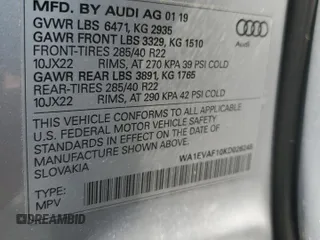 MFD BY AUDI AG 01 19
GVWR LBS 6471, KG 2935
GAWR FRONT LBS 3329, KG 1510
FRONT-TIRES 285/40 R22
10JX22 RIMS, AT 270 KPA 39 PSI COLD
GAWR REAR LBS 3891, KG 1765
REAR-TIRES 285/40 R22
10JX22 RIMS, AT 290 KPA 42 PSI COLD
Audi
THIS VEHICLE CONFORMS TO ALL APPLICABLE
U.S. FEDERAL MOTOR VEHICLE SAFETY
STANDARDS IN EFFECT ON THE DATE OF
MANUFACTURE SHOWN ABOVE.
SLOVAKIA
WA1EVAF10KD026046
TYPE:
MPV
DREAMBID